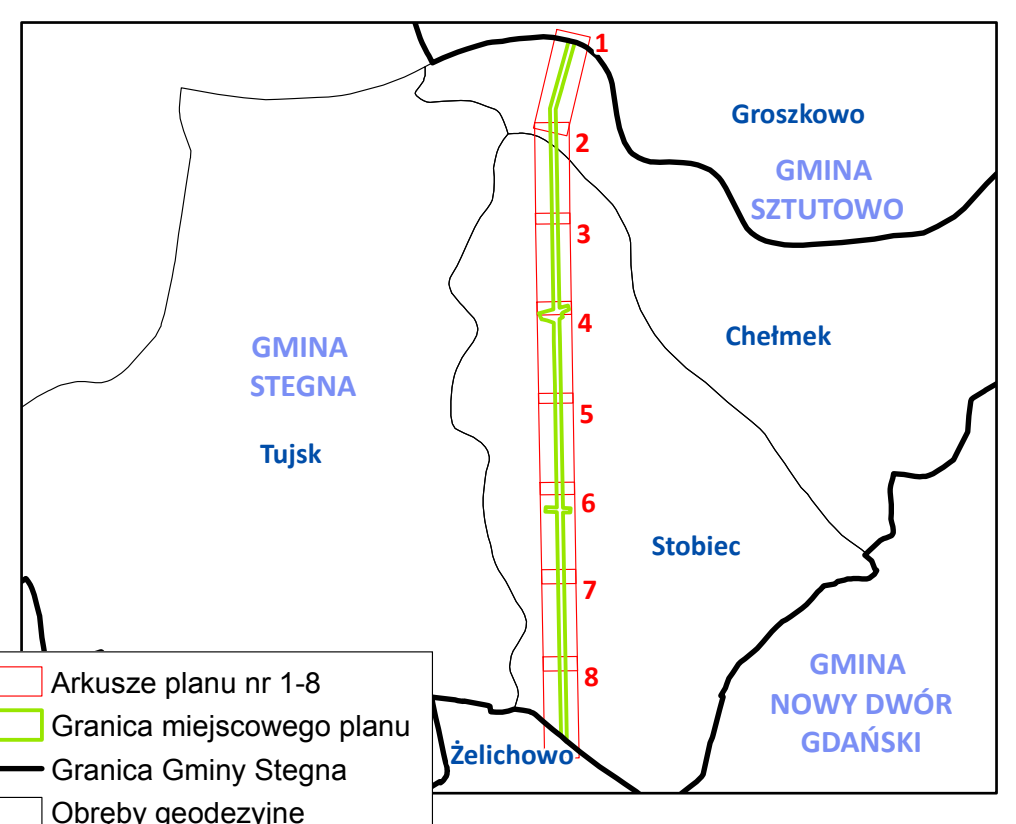 1
Groszkowo
2
GMINA
SZTUTOWO
3
4
Chełmek
GMINA
STEGNA
5
Tujsk
6
Stobiec
7
GMINA
NOWY DWÓR
GDAŃSKI
8
Żelichowo
Arkusze planu nr 1-8
Granica miejscowego planu
Granica Gminy Stegna
Obręby geodezyjne